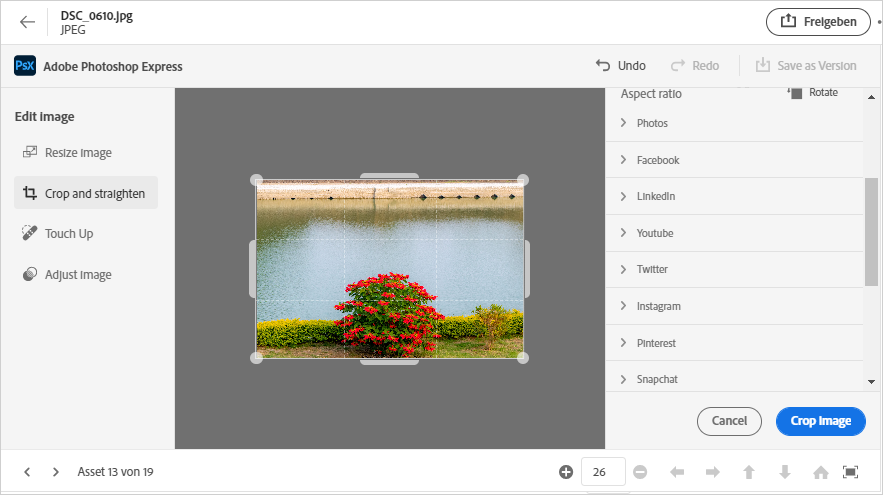 DSC_0610.jpg
JPEG
Freigeben
PsX
Adobe Photoshop Express
Undo
Redo
Save as Version
Edit image
Resize image
Crop and straighten
Touch Up
Adjust image
Aspect ratio
Rotate
Photos
Facebook
LinkedIn
Youtube
Twitter
Instagram
Pinterest
Snapchat
Cancel
Crop Image
Asset 13 von 19
26